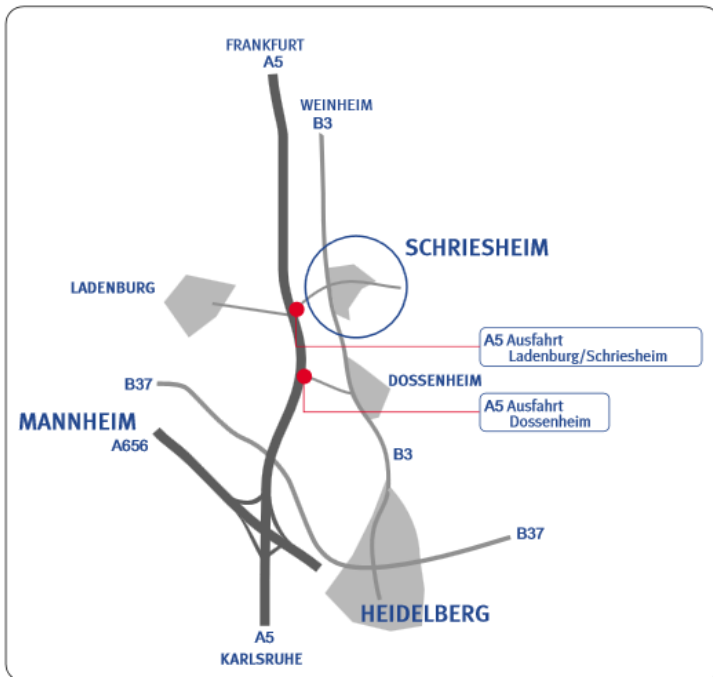 FRANKFURT
A5
WEINHEIM
B3
SCHRIESHEIM
LADENBURG
A5 Ausfahrt
Ladenburg/Schriesheim
B37
DOSSENHEIM
A5 Ausfahrt
Dossenheim
MANNHEIM
A656
B3
B37
HEIDELBERG
A5
KARLSRUHE